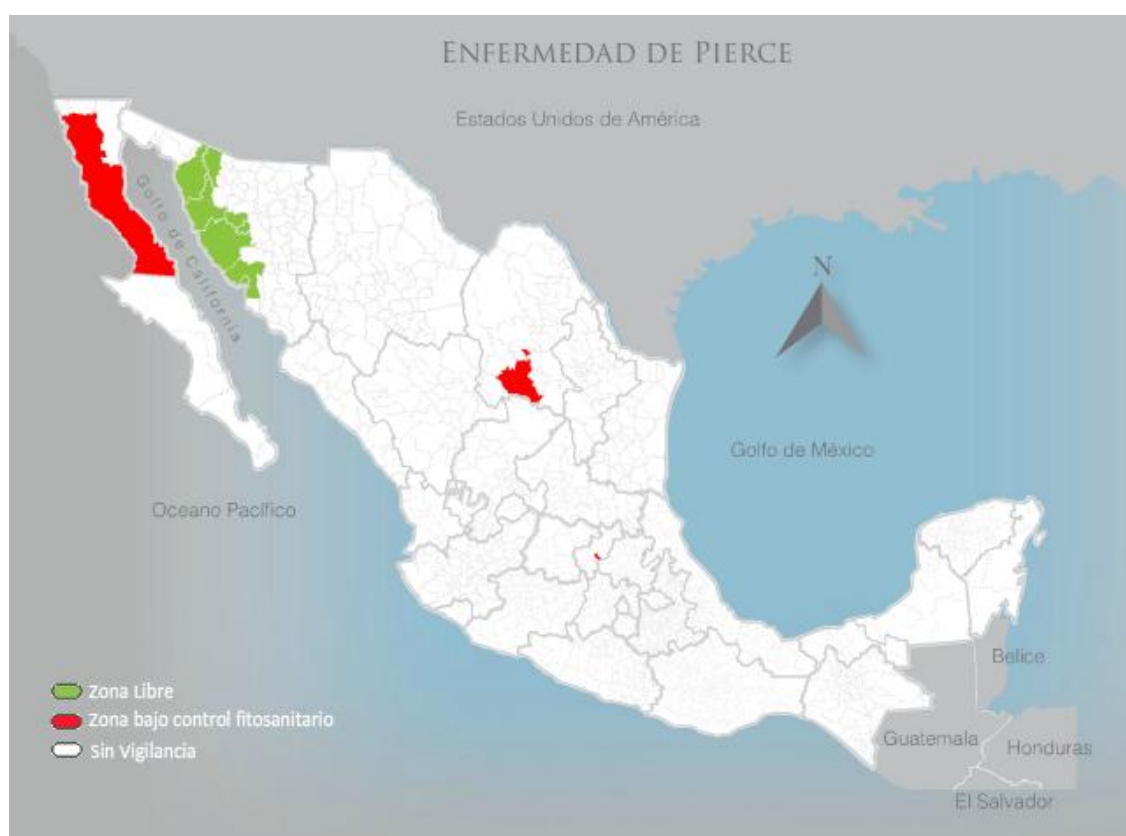 ENFERMEDAD DE PIERCE
Estados Unidos de América
Golfo de California
N
Golfo de México
Oceano Pacífico
Belice
Zona Libre
Zona bajo control fitosanitario
Sin Vigilancia
Guatemala
Honduras
El Salvador